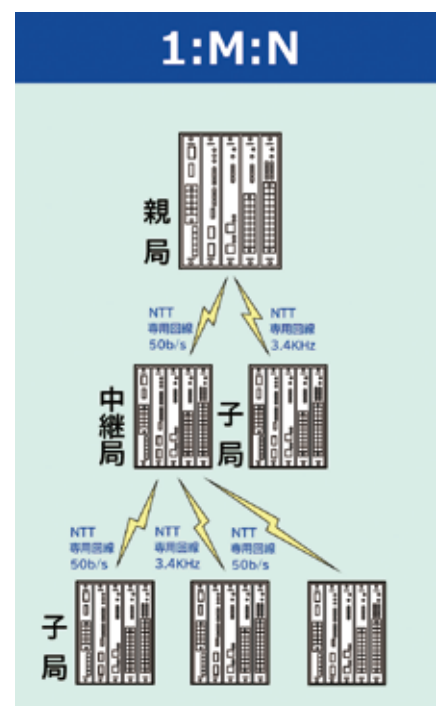 1:M:N
親局
NTT
専用回線
50b/s
NTT
専用回線
3.4KHz
中継局
子局
NTT
専用回線
50b/s
NTT
専用回線
3.4KHz
NTT
専用回線
50b/s
子局